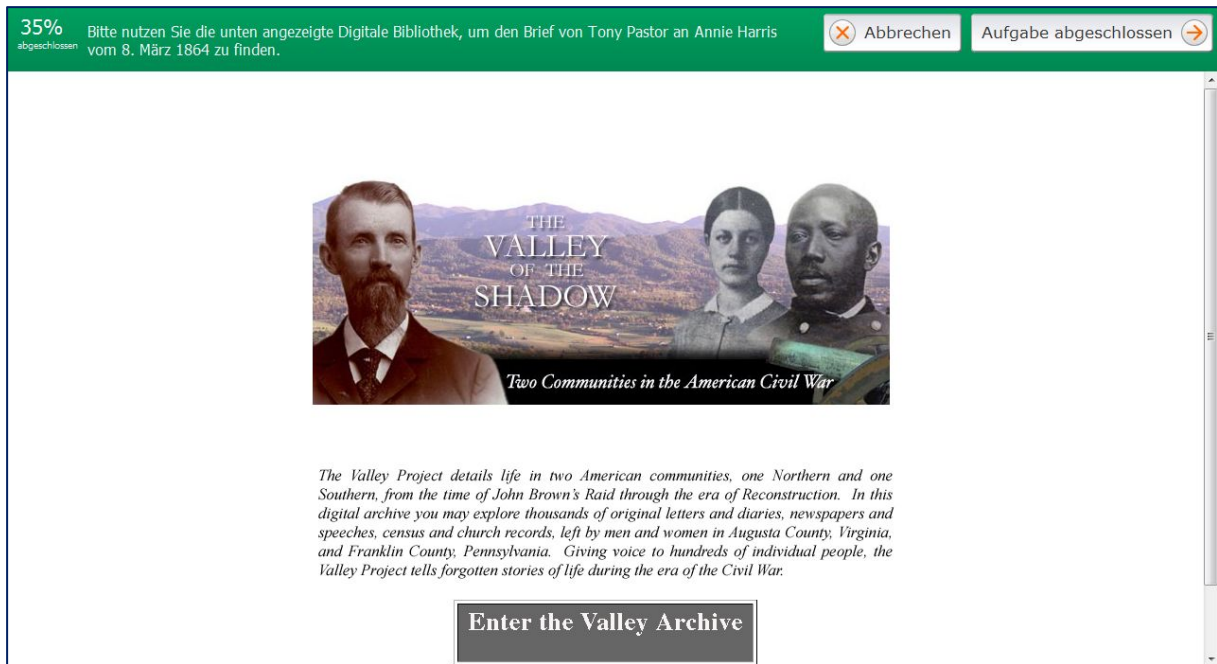 35%
abgeschlossen
Bitte nutzen Sie die unten angezeigte Digitale Bibliothek, um den Brief von Tony Pastor an Annie Harris
vom 8. März 1864 zu finden.
Abbrechen
Aufgabe abgeschlossen
THE
VALLEY
OF THE
SHADOW
Two Communities in the American Civil War
The Valley Project details life in two American communities, one Northern and one
Southern, from the time of John Brown's Raid through the era of Reconstruction. In this
digital archive you may explore thousands of original letters and diaries, newspapers and
speeches, census and church records, left by men and women in Augusta County, Virginia,
and Franklin County, Pennsylvania. Giving voice to hundreds of individual people, the
Valley Project tells forgotten stories of life during the era of the Civil War.
Enter the Valley Archive